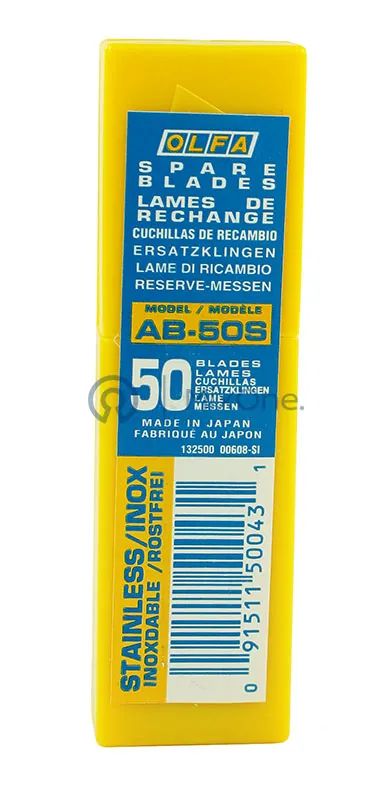 OLFA
SPARE
BLADES
LAMES DE
RECHANGE
CUCHILLAS DE RECAMBIO
ERSATZKLINGEN
LAME DI RICAMBIO
RESERVE-MESSEN
MODEL / MODÈLE
AB-50S
50
BLADES
LAMES
CUCHILLAS
ERSATZKLINGEN
LAME
MESSEN
MADE IN JAPAN
FABRIQUÉ AU JAPON
132500 00608-SI
STAINLESS/INOX
INOXDABLE /ROSTFREI
0 91511 50043 1